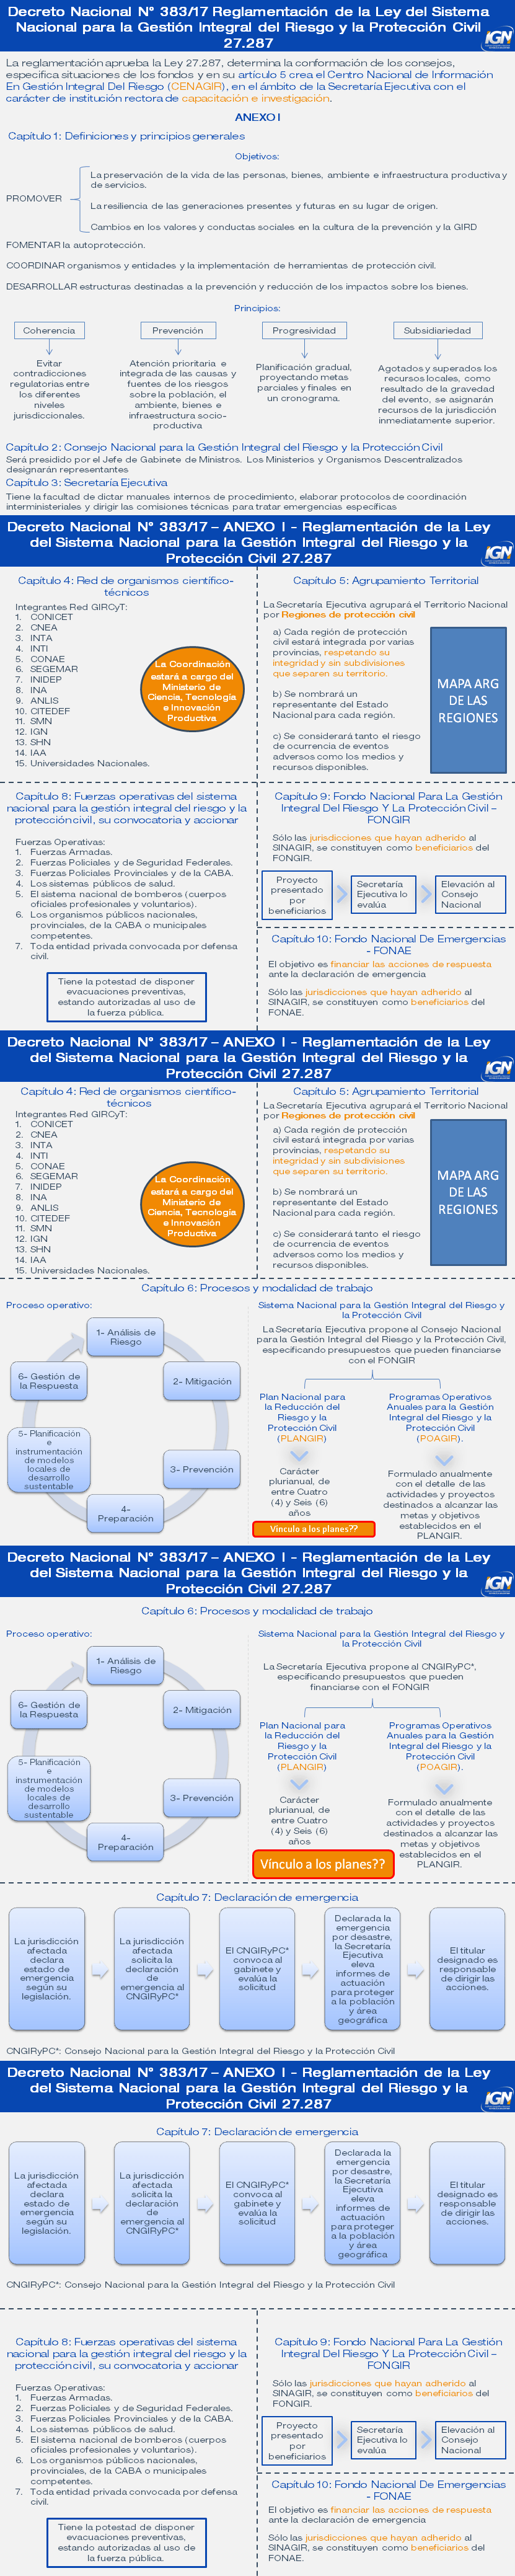 Decreto Nacional N° 383/17 Reglamentación de la Ley del Sistema
Nacional para la Gestión Integral del Riesgo y la Protección Civil
27.287
IGN
La reglamentación aprueba la Ley 27.287, determina la conformación de los consejos,
especifica situaciones de los fondos y en su artículo 5 crea el Centro Nacional de Información
En Gestión Integral Del Riesgo (CENAGIR), en el ámbito de la Secretaría Ejecutiva con el
carácter de institución rectora de capacitación e investigación.
ANEXO I
Capítulo 1: Definiciones y principios generales
Objetivos:
PROMOVER
La preservación de la vida de las personas, bienes, ambiente e infraestructura productiva y
de servicios.
La resiliencia de las generaciones presentes y futuras en su lugar de origen.
Cambios en los valores y conductas sociales en la cultura de la prevención y la GIRD
FOMENTAR la autoprotección.
COORDINAR organismos y entidades y la implementación de herramientas de protección civil.
DESARROLLAR estructuras destinadas a la prevención y reducción de los impactos sobre los bienes.
Principios:
Coherencia
Evitar
contradicciones
regulatorias entre
los diferentes
niveles
jurisdiccionales.
Prevención
Atención prioritaria e
integrada de las causas y
fuentes de los riesgos
sobre la población, el
ambiente, bienes e
infraestructura socio-
productiva
Progresividad
Planificación gradual,
proyectando metas
parciales y finales en
un cronograma.
Subsidiariedad
Agotados y superados los
recursos locales, como
resultado de la gravedad
del evento, se asignarán
recursos de la jurisdicción
inmediatamente superior.
Capítulo 2: Consejo Nacional para la Gestión Integral del Riesgo y la Protección Civil
Será presidido por el Jefe de Gabinete de Ministros. Los Ministerios y Organismos Descentralizados
designarán representantes
Capítulo 3: Secretaría Ejecutiva
Tiene la facultad de dictar manuales internos de procedimiento, elaborar protocolos de coordinación
interministeriales y dirigir las comisiones técnicas para tratar emergencias específicas
Decreto Nacional N° 383/17 – ANEXO I - Reglamentación de la Ley
del Sistema Nacional para la Gestión Integral del Riesgo y la
Protección Civil 27.287
IGN
Capítulo 4: Red de organismos científico-
técnicos
Integrantes Red GIRCyT:
1. CONICET
2. CNEA
3. INTA
4. INTI
5. CONAE
6. SEGEMAR
7. INIDEP
8. INA
9. ANLIS
10. CITEDEF
11. SMN
12. IGN
13. SHN
14. IAA
15. Universidades Nacionales.
La Coordinación
estará a cargo del
Ministerio de
Ciencia, Tecnología
e Innovación
Productiva
Capítulo 5: Agrupamiento Territorial
La Secretaría Ejecutiva agrupará el Territorio Nacional
por Regiones de protección civil
a) Cada región de protección
civil estará integrada por varias
provincias, respetando su
integridad y sin subdivisiones
que separen su territorio.
b) Se nombrará un
representante del Estado
Nacional para cada región.
c) Se considerará tanto el riesgo
de ocurrencia de eventos
adversos como los medios y
recursos disponibles.
MAPA ARG
DE LAS
REGIONES
Capítulo 8: Fuerzas operativas del sistema
nacional para la gestión integral del riesgo y la
protección civil, su convocatoria y accionar
Fuerzas Operativas:
1. Fuerzas Armadas.
2. Fuerzas Policiales y de Seguridad Federales.
3. Fuerzas Policiales Provinciales y de la CABA.
4. Los sistemas públicos de salud.
5. El sistema nacional de bomberos (cuerpos
oficiales profesionales y voluntarios).
6. Los organismos públicos nacionales,
provinciales, de la CABA o municipales
competentes.
7. Toda entidad privada convocada por defensa
civil.
Tiene la potestad de disponer
evacuaciones preventivas,
estando autorizadas al uso de
la fuerza pública.
Capítulo 9: Fondo Nacional Para La Gestión
Integral Del Riesgo Y La Protección Civil –
FONGIR
Sólo las jurisdicciones que hayan adherido al
SINAGIR, se constituyen como beneficiarios del
FONGIR.
Proyecto
presentado
por
beneficiarios
Secretaría
Ejecutiva lo
evalúa
Elevación al
Consejo
Nacional
Capítulo 10: Fondo Nacional De Emergencias
- FONAE
El objetivo es financiar las acciones de respuesta
ante la declaración de emergencia
Sólo las jurisdicciones que hayan adherido al
SINAGIR, se constituyen como beneficiarios del
FONAE.
Decreto Nacional N° 383/17 – ANEXO I - Reglamentación de la Ley
del Sistema Nacional para la Gestión Integral del Riesgo y la
Protección Civil 27.287
IGN
Capítulo 4: Red de organismos científico-
técnicos
Integrantes Red GIRCyT:
1. CONICET
2. CNEA
3. INTA
4. INTI
5. CONAE
6. SEGEMAR
7. INIDEP
8. INA
9. ANLIS
10. CITEDEF
11. SMN
12. IGN
13. SHN
14. IAA
15. Universidades Nacionales.
La Coordinación
estará a cargo del
Ministerio de
Ciencia, Tecnología
e Innovación
Productiva
Capítulo 5: Agrupamiento Territorial
La Secretaría Ejecutiva agrupará el Territorio Nacional
por Regiones de protección civil
a) Cada región de protección
civil estará integrada por varias
provincias, respetando su
integridad y sin subdivisiones
que separen su territorio.
b) Se nombrará un
representante del Estado
Nacional para cada región.
c) Se considerará tanto el riesgo
de ocurrencia de eventos
adversos como los medios y
recursos disponibles.
MAPA ARG
DE LAS
REGIONES
Capítulo 6: Procesos y modalidad de trabajo
Proceso operativo:
1- Análisis de
Riesgo
2- Mitigación
3- Prevención
4-
Preparación
5- Planificación
e
instrumentación
de modelos
locales de
desarrollo
sustentable
6- Gestión de
la Respuesta
Sistema Nacional para la Gestión Integral del Riesgo y
la Protección Civil
La Secretaría Ejecutiva propone al Consejo Nacional
para la Gestión Integral del Riesgo y la Protección Civil,
especificando presupuestos que pueden financiarse
con el FONGIR
Plan Nacional para
la Reducción del
Riesgo y la
Protección Civil
(PLANGIR)
Carácter
plurianual, de
entre Cuatro
(4) y Seis (6)
años
Vínculo a los planes??
Programas Operativos
Anuales para la Gestión
Integral del Riesgo y la
Protección Civil
(POAGIR).
Formulado anualmente
con el detalle de las
actividades y proyectos
destinados a alcanzar las
metas y objetivos
establecidos en el
PLANGIR.
Decreto Nacional N° 383/17 – ANEXO I - Reglamentación de la Ley
del Sistema Nacional para la Gestión Integral del Riesgo y la
Protección Civil 27.287
IGN
Capítulo 6: Procesos y modalidad de trabajo
Proceso operativo:
1- Análisis de
Riesgo
2- Mitigación
3- Prevención
4-
Preparación
5- Planificación
e
instrumentación
de modelos
locales de
desarrollo
sustentable
6- Gestión de
la Respuesta
Sistema Nacional para la Gestión Integral del Riesgo y
la Protección Civil
La Secretaría Ejecutiva propone al CNGIRyPC*,
especificando presupuestos que pueden
financiarse con el FONGIR
Plan Nacional para
la Reducción del
Riesgo y la
Protección Civil
(PLANGIR)
Carácter
plurianual, de
entre Cuatro
(4) y Seis (6)
años
Vínculo a los planes??
Programas Operativos
Anuales para la Gestión
Integral del Riesgo y la
Protección Civil
(POAGIR).
Formulado anualmente
con el detalle de las
actividades y proyectos
destinados a alcanzar las
metas y objetivos
establecidos en el
PLANGIR.
Capítulo 7: Declaración de emergencia
La jurisdicción
afectada
declara
estado de
emergencia
según su
legislación.
La jurisdicción
afectada
solicita la
declaración
de
emergencia al
CNGIRyPC*
El CNGIRyPC*
convoca al
gabinete y
evalúa la
solicitud
Declarada la
emergencia
por desastre,
la Secretaría
Ejecutiva
eleva
informes de
actuación
para proteger
a la población
y área
geográfica
El titular
designado es
responsable
de dirigir las
acciones.
CNGIRyPC*: Consejo Nacional para la Gestión Integral del Riesgo y la Protección Civil
Decreto Nacional N° 383/17 – ANEXO I - Reglamentación de la Ley
del Sistema Nacional para la Gestión Integral del Riesgo y la
Protección Civil 27.287
IGN
Capítulo 7: Declaración de emergencia
La jurisdicción
afectada
declara
estado de
emergencia
según su
legislación.
La jurisdicción
afectada
solicita la
declaración
de
emergencia al
CNGIRyPC*
El CNGIRyPC*
convoca al
gabinete y
evalúa la
solicitud
Declarada la
emergencia
por desastre,
la Secretaría
Ejecutiva
eleva
informes de
actuación
para proteger
a la población
y área
geográfica
El titular
designado es
responsable
de dirigir las
acciones.
CNGIRyPC*: Consejo Nacional para la Gestión Integral del Riesgo y la Protección Civil
Capítulo 8: Fuerzas operativas del sistema
nacional para la gestión integral del riesgo y la
protección civil, su convocatoria y accionar
Fuerzas Operativas:
1. Fuerzas Armadas.
2. Fuerzas Policiales y de Seguridad Federales.
3. Fuerzas Policiales Provinciales y de la CABA.
4. Los sistemas públicos de salud.
5. El sistema nacional de bomberos (cuerpos
oficiales profesionales y voluntarios).
6. Los organismos públicos nacionales,
provinciales, de la CABA o municipales
competentes.
7. Toda entidad privada convocada por defensa
civil.
Tiene la potestad de disponer
evacuaciones preventivas,
estando autorizadas al uso de
la fuerza pública.
Capítulo 9: Fondo Nacional Para La Gestión
Integral Del Riesgo Y La Protección Civil –
FONGIR
Sólo las jurisdicciones que hayan adherido al
SINAGIR, se constituyen como beneficiarios del
FONGIR.
Proyecto
presentado
por
beneficiarios
Secretaría
Ejecutiva lo
evalúa
Elevación al
Consejo
Nacional
Capítulo 10: Fondo Nacional De Emergencias
- FONAE
El objetivo es financiar las acciones de respuesta
ante la declaración de emergencia
Sólo las jurisdicciones que hayan adherido al
SINAGIR, se constituyen como beneficiarios del
FONAE.